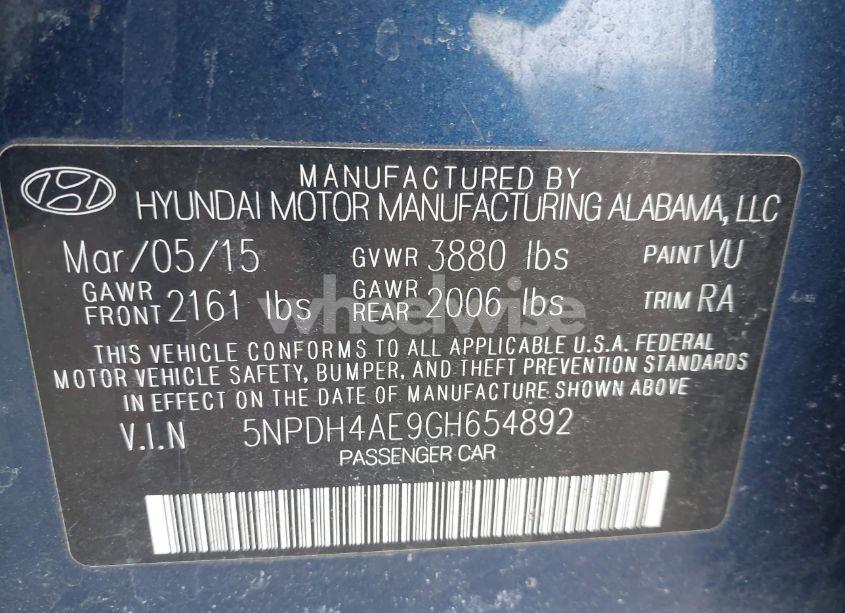 MANUFACTURED BY
HYUNDAI MOTOR MANUFACTURING ALABAMA, LLC
Mar/05/15 GVWR 3880 lbs PAINT VU
GAWR FRONT 2161 lbs GAWR REAR 2006 lbs TRIM RA
wheelwise
THIS VEHICLE CONFORMS TO ALL APPLICABLE U.S.A. FEDERAL
MOTOR VEHICLE SAFETY, BUMPER, AND THEFT PREVENTION STANDARDS
IN EFFECT ON THE DATE OF MANUFACTURE SHOWN ABOVE
V.I.N 5NPDH4AE9GH654892
PASSENGER CAR